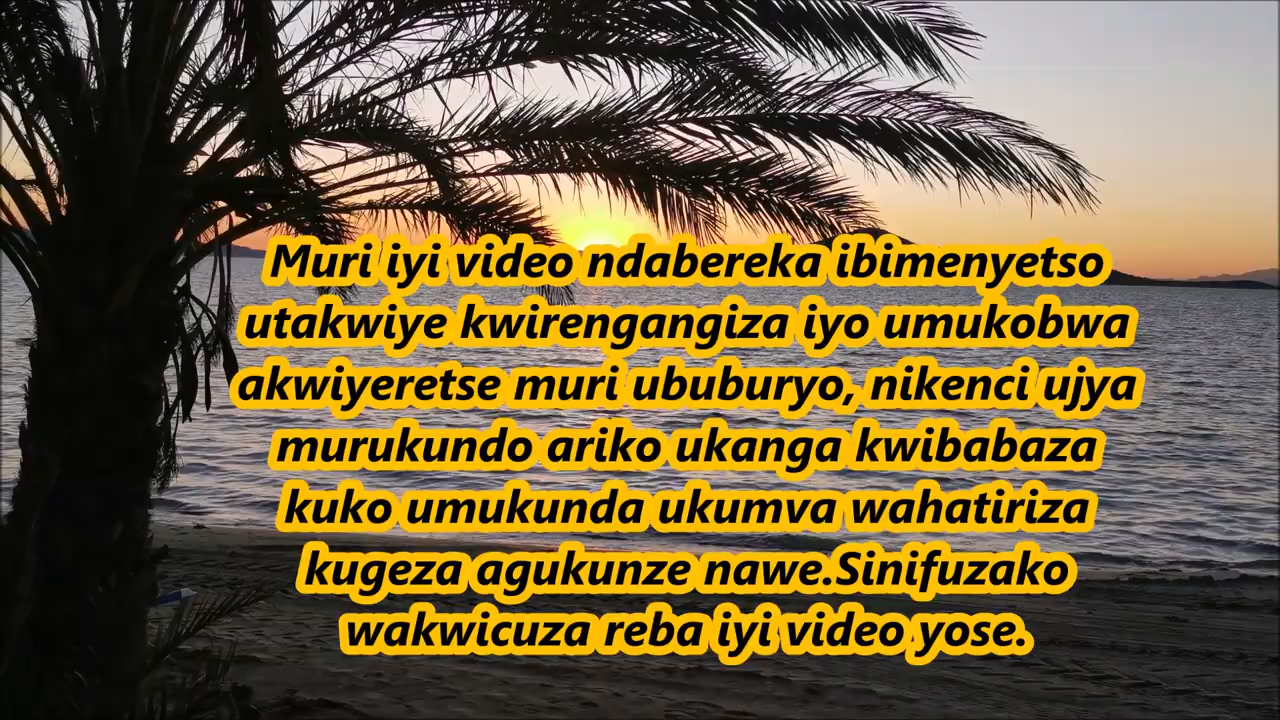 Muri iyi video ndabereka ibimenyetso
utakwiye kwirengangiza iyo umukobwa
akwiyeretse muri ububuryo, nikenci ujya
murukundo ariko ukanga kwibabaza
kuko umukunda ukumva wahatiriza
kugeza agukunze nawe.Sinifuzako
wakwicuza reba iyi video yose.